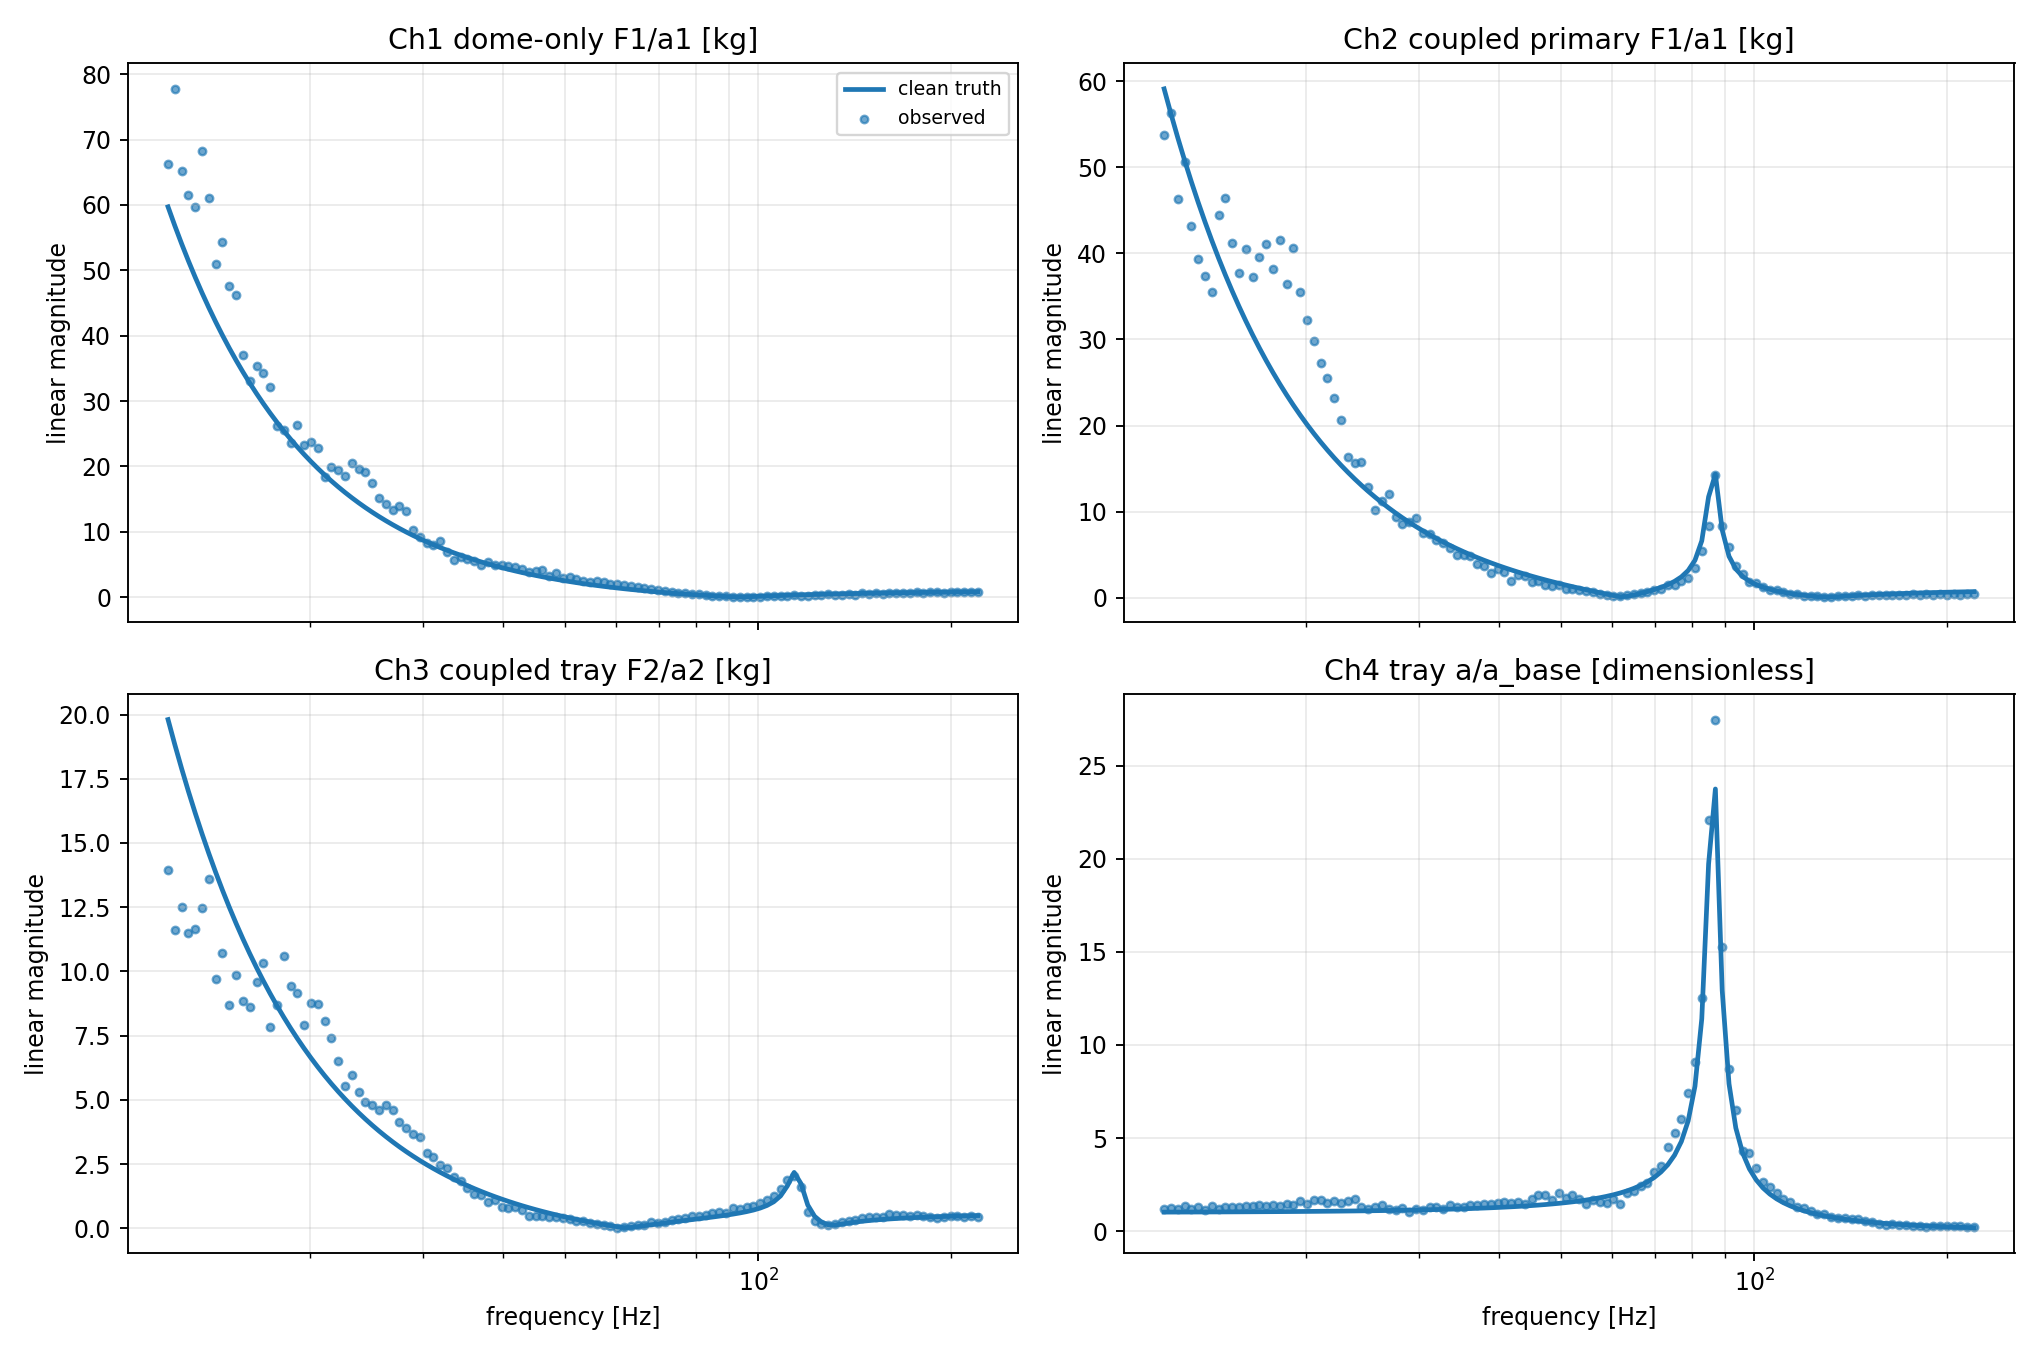 Ch1 dome-only F1/a1 [kg]
linear magnitude
80
70
60
50
40
30
20
10
0
clean truth
observed
Ch2 coupled primary F1/a1 [kg]
linear magnitude
60
50
40
30
20
10
0
Ch3 coupled tray F2/a2 [kg]
linear magnitude
20.0
17.5
15.0
12.5
10.0
7.5
5.0
2.5
0.0
10²
frequency [Hz]
Ch4 tray a/a_base [dimensionless]
linear magnitude
25
20
15
10
5
0
10²
frequency [Hz]